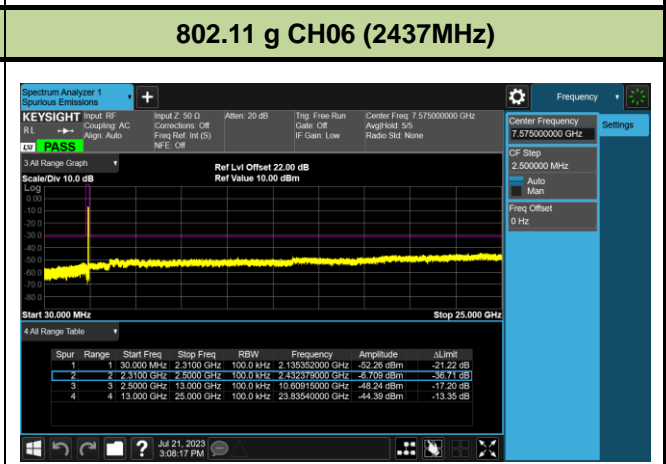 802.11 g CH06 (2437MHz)
Spectrum Analyzer 1
Spurious Emissions
Frequency
KEYSIGHT
RL
LXI
PASS
Input: RF
Coupling: AC
Align: Auto
Input Z: 50 Ω
Corrections: Off
Freq Ref: Int (S)
NFE: Off
Atten: 20 dB
Trig: Free Run
Gate: Off
IF Gain: Low
Center Freq: 7.575000000 GHz
Avg|Hold: 5/5
Radio Std: None
Center Frequency
7.575000000 GHz
Settings
CF Step
2.500000 MHz
Auto
Man
Freq Offset
0 Hz
3 All Range Graph
Scale/Div 10.0 dB
Ref Lvl Offset 22.00 dB
Ref Value 10.00 dBm
Log
0.00
-10.0
-20.0
-30.0
-40.0
-50.0
-60.0
-70.0
-80.0
Start 30.000 MHz
Stop 25.000 GHz
4 All Range Table
Spur Range Start Freq Stop Freq RBW Frequency Amplitude ΔLimit
1 1 30.000 MHz 2.3100 GHz 100.0 kHz 2.135352000 GHz -52.26 dBm -21.22 dB
2 2 2.3100 GHz 2.5000 GHz 100.0 kHz 2.432379000 GHz -6.709 dBm -36.71 dB
3 3 2.5000 GHz 13.000 GHz 100.0 kHz 10.60915000 GHz -48.24 dBm -17.20 dB
4 4 13.000 GHz 25.000 GHz 100.0 kHz 23.83540000 GHz -44.39 dBm -13.35 dB
Jul 21, 2023
3:08:17 PM